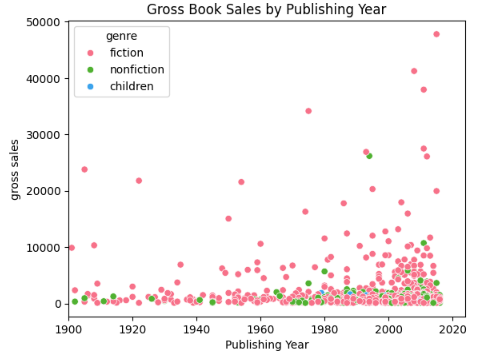 Gross Book Sales by Publishing Year
genre
fiction
nonfiction
children
gross sales
50000
40000
30000
20000
10000
0
1900 1920 1940 1960 1980 2000 2020
Publishing Year